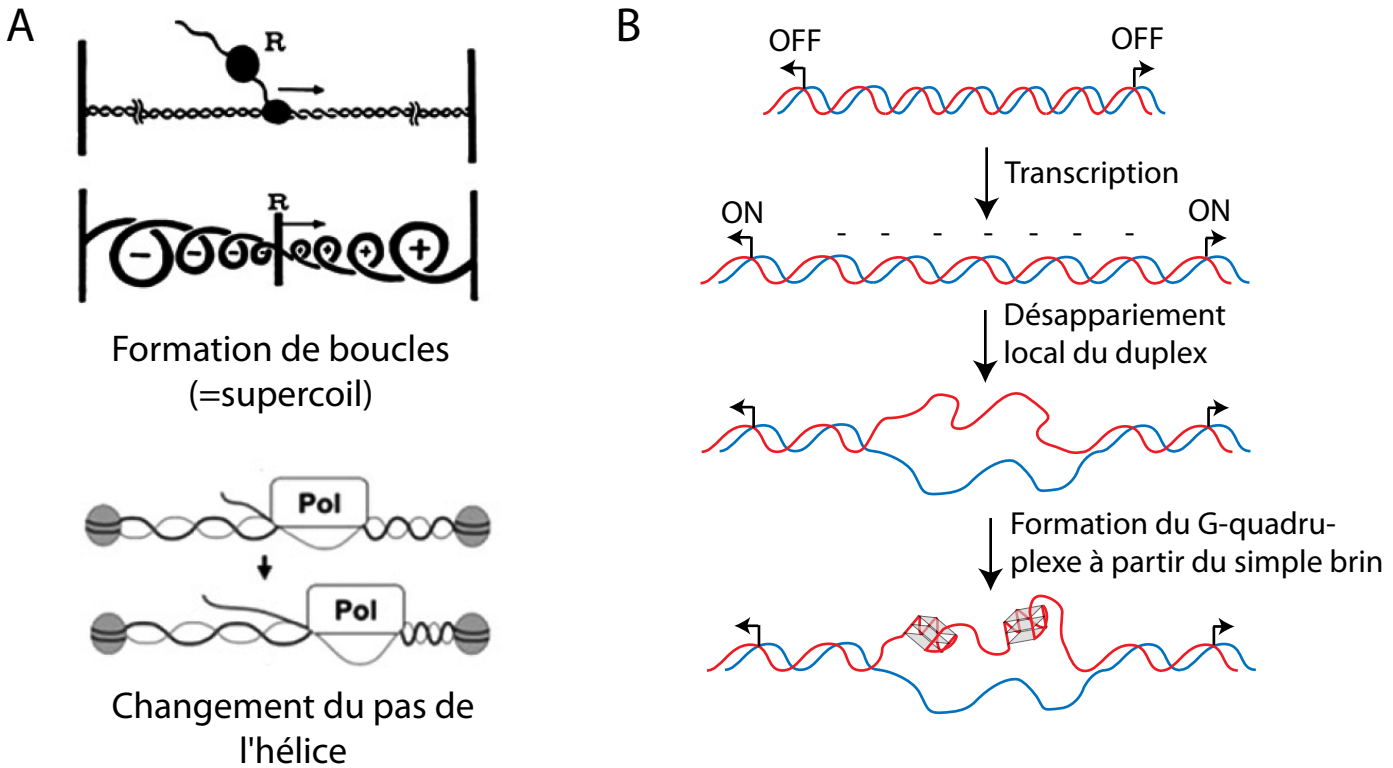 A
R
R
- - - - + + + +
Formation de boucles
(=supercoil)
Pol
Pol
Changement du pas de
l'hélice
B
OFF
OFF
Transcription
ON
ON
- - - - - - -
Désappariement
local du duplex
Formation du G-quadru-
plexe à partir du simple brin